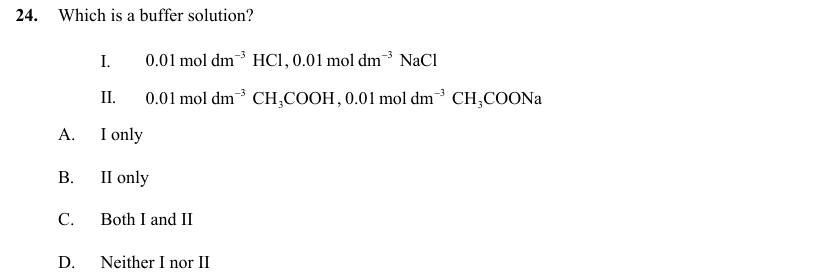 24. Which is a buffer solution?
I. 0.01 mol dm⁻³ HCl, 0.01 mol dm⁻³ NaCl
II. 0.01 mol dm⁻³ CH₃COOH, 0.01 mol dm⁻³ CH₃COONa
A. I only
B. II only
C. Both I and II
D. Neither I nor II